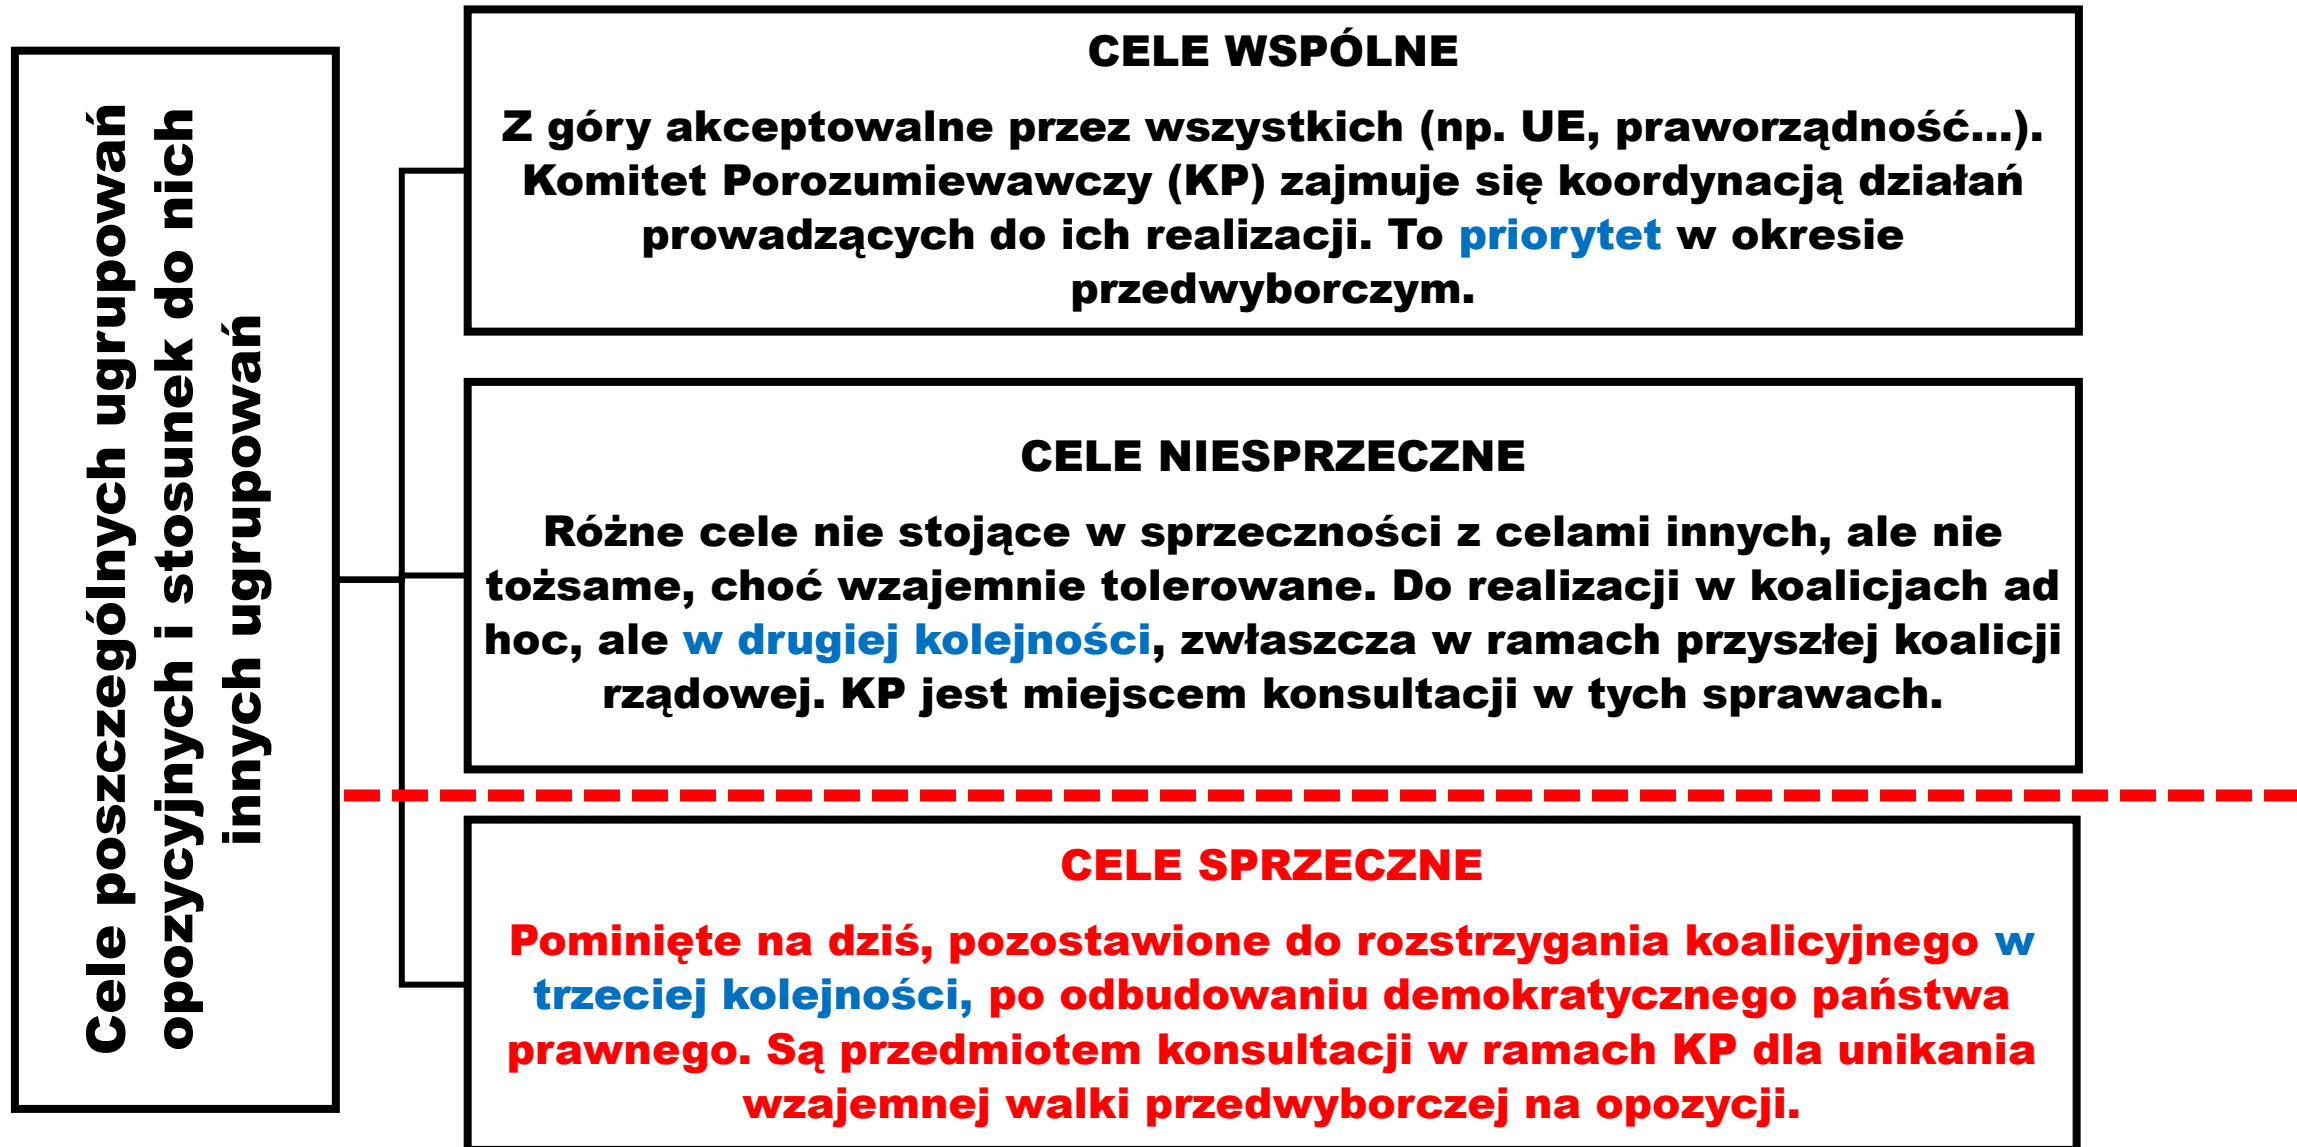 Cele poszczególnych ugrupowań
opozycyjnych i stosunek do nich
innych ugrupowań
CELE WSPÓLNE
Z góry akceptowalne przez wszystkich (np. UE, praworządność...).
Komitet Porozumiewawczy (KP) zajmuje się koordynacją działań
prowadzących do ich realizacji. To priorytet w okresie
przedwyborczym.
CELE NIESPRZECZNE
Różne cele nie stojące w sprzeczności z celami innych, ale nie
tożsame, choć wzajemnie tolerowane. Do realizacji w koalicjach ad
hoc, ale w drugiej kolejności, zwłaszcza w ramach przyszłej koalicji
rządowej. KP jest miejscem konsultacji w tych sprawach.
CELE SPRZECZNE
Pominięte na dziś, pozostawione do rozstrzygania koalicyjnego w
trzeciej kolejności, po odbudowaniu demokratycznego państwa
prawnego. Są przedmiotem konsultacji w ramach KP dla unikania
wzajemnej walki przedwyborczej na opozycji.